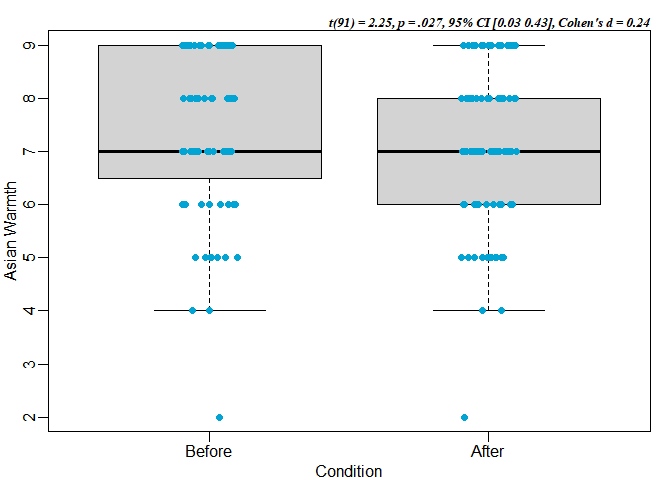 t(91) = 2.25, p = .027, 95% CI [0.03 0.43], Cohen's d = 0.24
9
8
7
6
5
4
3
2
Asian Warmth
Before
After
Condition